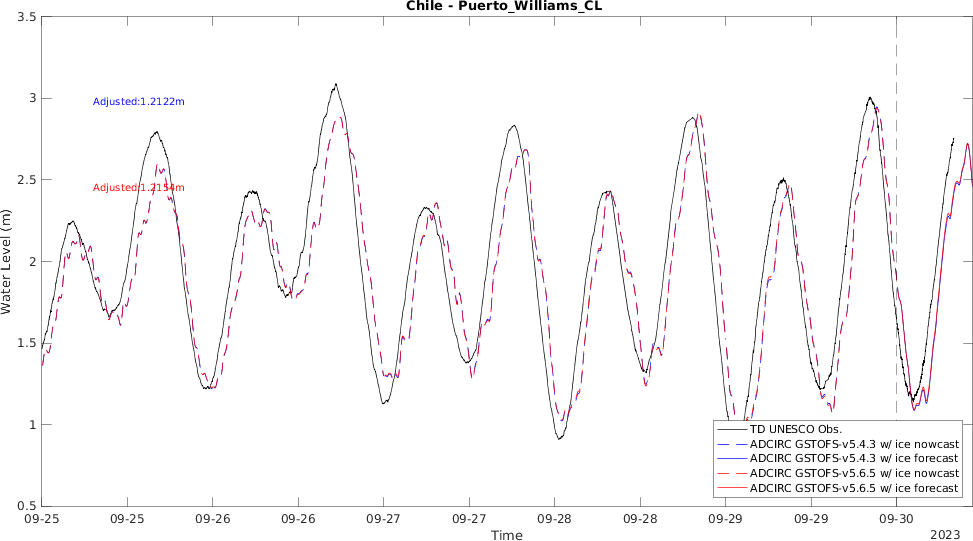 Chile - Puerto_Williams_CL
3.5
3
2.5
2
1.5
1
0.5
Water Level (m)
Adjusted:1.2122m
Adjusted:1.2154m
TD UNESCO Obs.
ADCIRC GSTOFS-v5.4.3 w/ ice nowcast
ADCIRC GSTOFS-v5.4.3 w/ ice forecast
ADCIRC GSTOFS-v5.6.5 w/ ice nowcast
ADCIRC GSTOFS-v5.6.5 w/ ice forecast
09-25 09-25 09-26 09-26 09-27 09-27 09-28 09-28 09-29 09-29 09-30
Time
2023